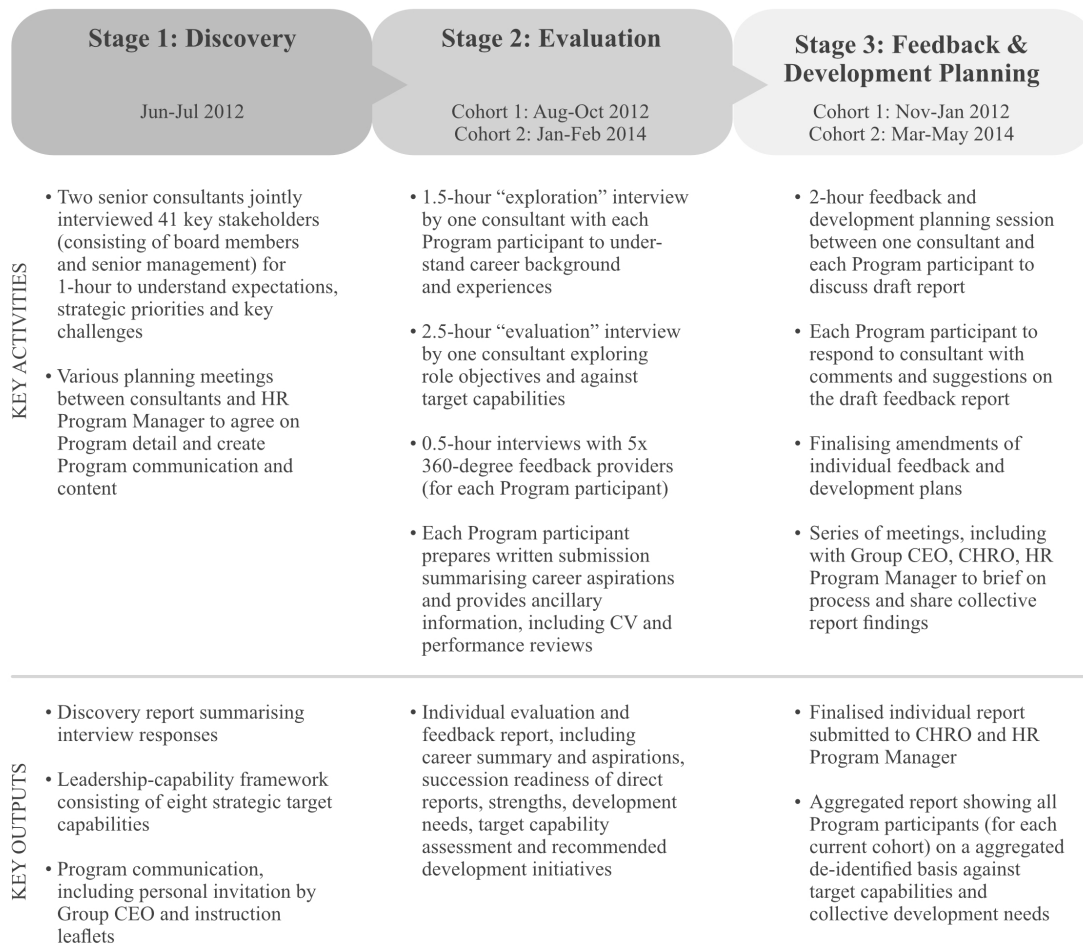 Stage 1: Discovery
Jun-Jul 2012
Stage 2: Evaluation
Cohort 1: Aug-Oct 2012
Cohort 2: Jan-Feb 2014
Stage 3: Feedback &
Development Planning
Cohort 1: Nov-Jan 2012
Cohort 2: Mar-May 2014
KEY ACTIVITIES
• Two senior consultants jointly
interviewed 41 key stakeholders
(consisting of board members
and senior management) for
1-hour to understand expectations,
strategic priorities and key
challenges
• Various planning meetings
between consultants and HR
Program Manager to agree on
Program detail and create
Program communication and
content
• 1.5-hour “exploration” interview
by one consultant with each
Program participant to under-
stand career background
and experiences
• 2.5-hour “evaluation” interview
by one consultant exploring
role objectives and against
target capabilities
• 0.5-hour interviews with 5x
360-degree feedback providers
(for each Program participant)
• Each Program participant
prepares written submission
summarising career aspirations
and provides ancillary
information, including CV and
performance reviews
• 2-hour feedback and
development planning session
between one consultant and
each Program participant to
discuss draft report
• Each Program participant to
respond to consultant with
comments and suggestions on
the draft feedback report
• Finalising amendments of
individual feedback and
development plans
• Series of meetings, including
with Group CEO, CHRO, HR
Program Manager to brief on
process and share collective
report findings
KEY OUTPUTS
• Discovery report summarising
interview responses
• Leadership-capability framework
consisting of eight strategic target
capabilities
• Program communication,
including personal invitation by
Group CEO and instruction
leaflets
• Individual evaluation and
feedback report, including
career summary and aspirations,
succession readiness of direct
reports, strengths, development
needs, target capability
assessment and recommended
development initiatives
• Finalised individual report
submitted to CHRO and HR
Program Manager
• Aggregated report showing all
Program participants (for each
current cohort) on a aggregated
de-identified basis against
target capabilities and
collective development needs